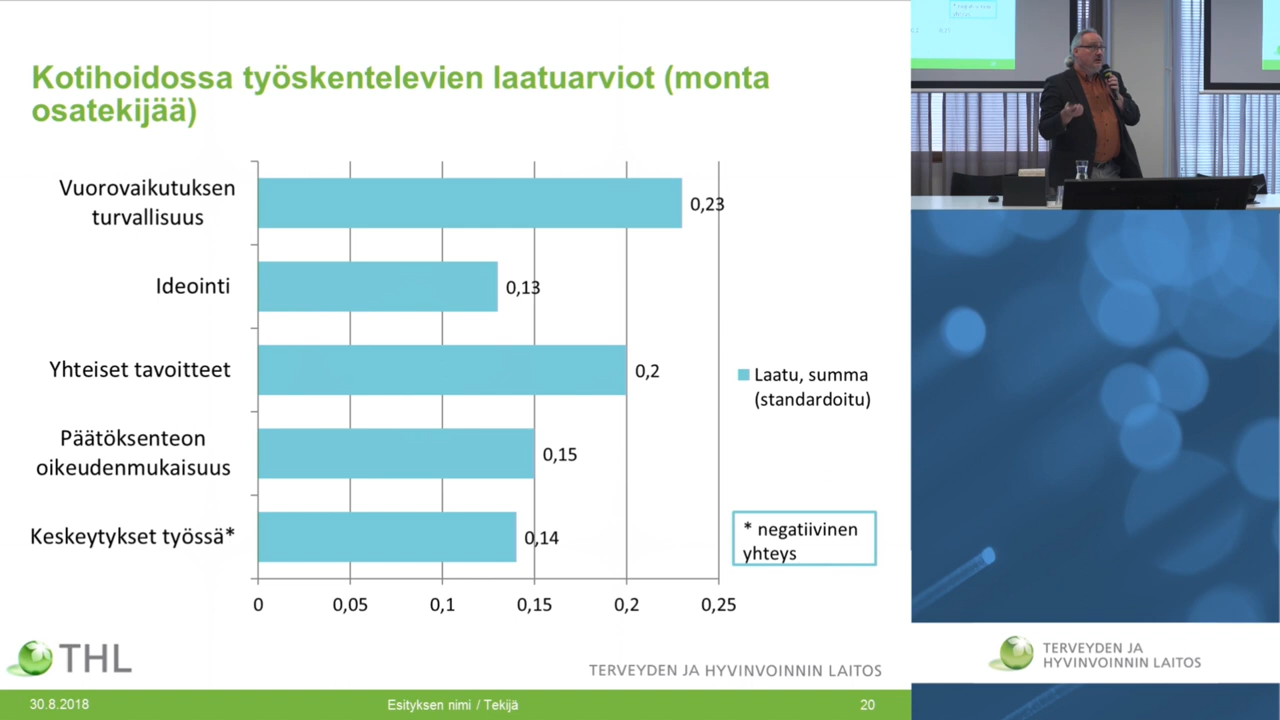 Kotihoidossa työskentelevien laatuarviot (monta
osatekijää)
Vuorovaikutuksen
turvallisuus
0,23
Ideointi
0,13
Yhteiset tavoitteet
0,2
Päätöksenteon
oikeudenmukaisuus
0,15
Keskeytykset työssä*
0,14
0
0,05
0,1
0,15
0,2
0,25
Laatu, summa
(standardoitu)
* negatiivinen
yhteys
THL
TERVEYDEN JA HYVINVOINNIN LAITOS
30.8.2018
Esityksen nimi / Tekijä
20
TERVEYDEN JA
HYVINVOINNIN LAITOS